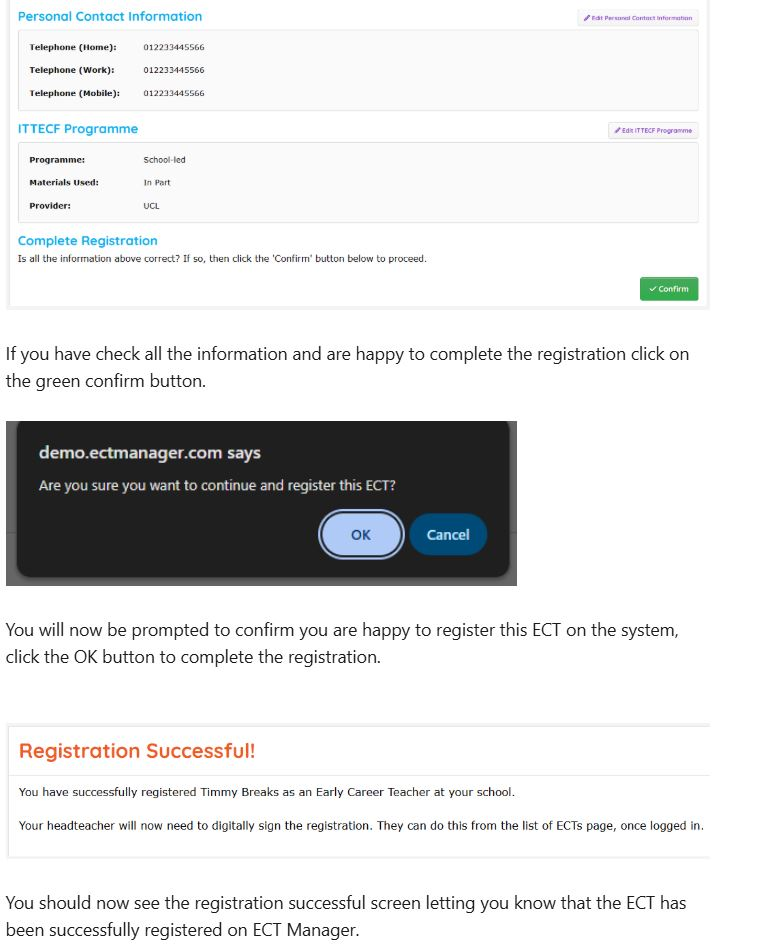 Personal Contact Information
Edit Personal Contact Information
Telephone (Home): 012233445566
Telephone (Work): 012233445566
Telephone (Mobile): 012233445566
ITTECF Programme
Edit ITTECF Programme
Programme: School-led
Materials Used: In Part
Provider: UCL
Complete Registration
Is all the information above correct? If so, then click the 'Confirm' button below to proceed.
Confirm
If you have check all the information and are happy to complete the registration click on
the green confirm button.
demo.ectmanager.com says
Are you sure you want to continue and register this ECT?
OK Cancel
You will now be prompted to confirm you are happy to register this ECT on the system,
click the OK button to complete the registration.
Registration Successful!
You have successfully registered Timmy Breaks as an Early Career Teacher at your school.
Your headteacher will now need to digitally sign the registration. They can do this from the list of ECTs page, once logged in.
You should now see the registration successful screen letting you know that the ECT has
been successfully registered on ECT Manager.